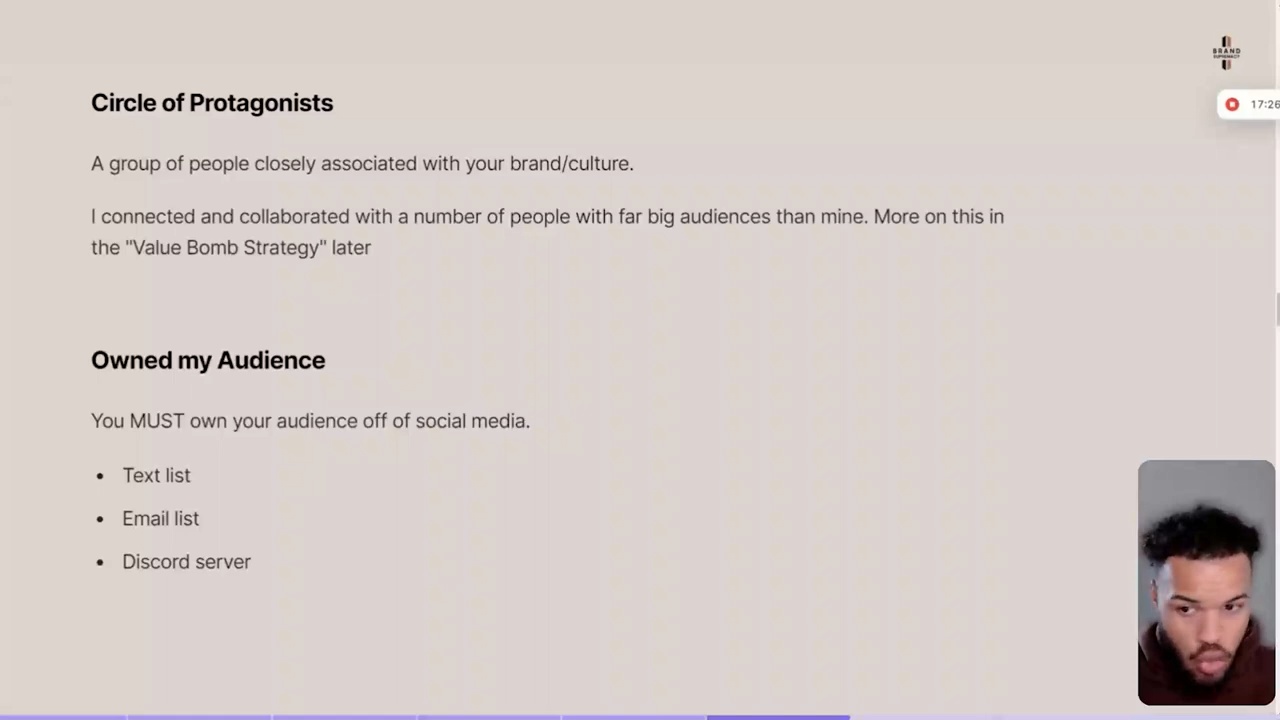 BRAND
SUPREMACY
17:26
Circle of Protagonists
A group of people closely associated with your brand/culture.
I connected and collaborated with a number of people with far big audiences than mine. More on this in
the "Value Bomb Strategy" later
Owned my Audience
You MUST own your audience off of social media.
• Text list
• Email list
• Discord server